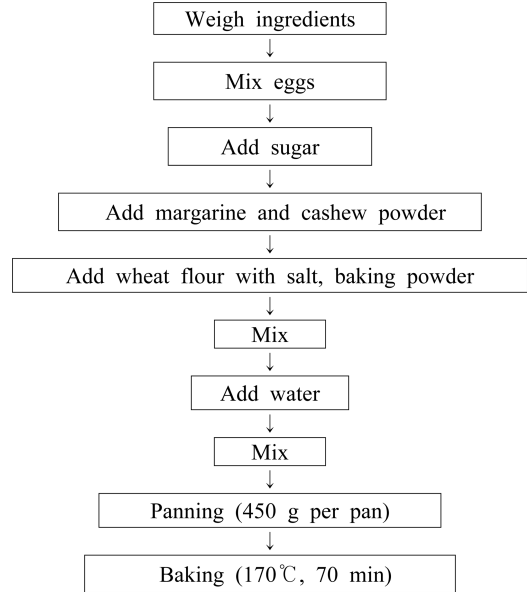 Weigh ingredients
Mix eggs
Add sugar
Add margarine and cashew powder
Add wheat flour with salt, baking powder
Mix
Add water
Mix
Panning (450 g per pan)
Baking (170℃, 70 min)